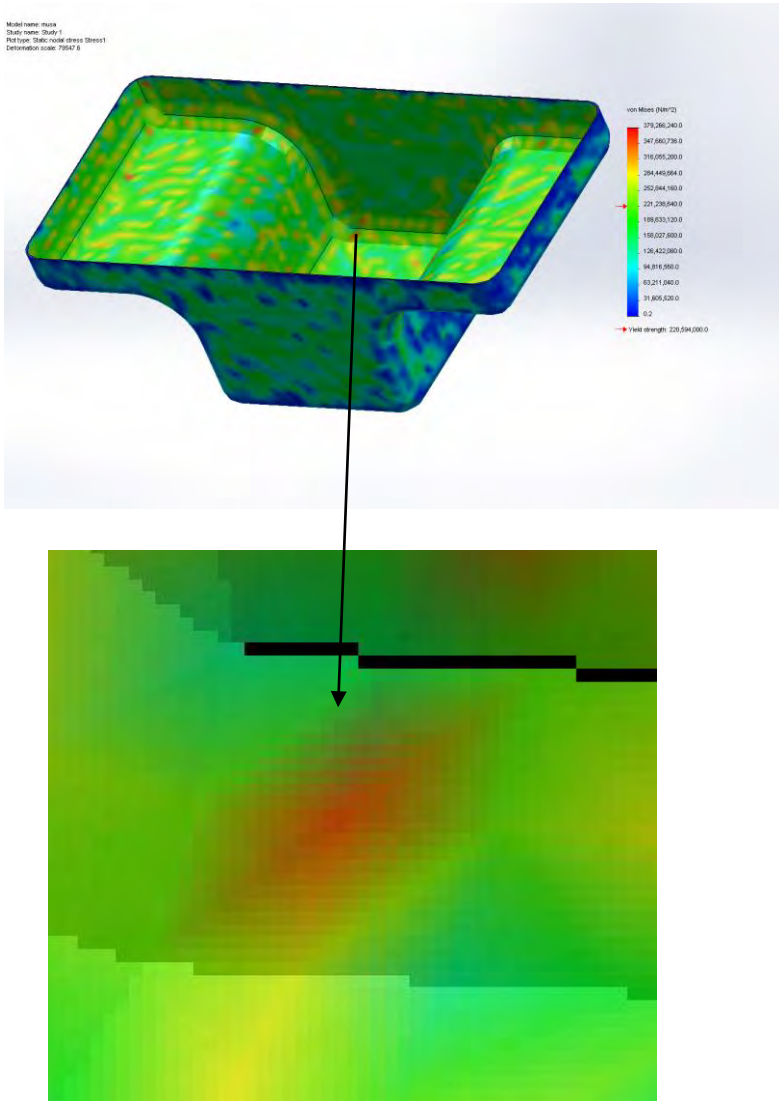 Model name: musa
Study name: Study 1
Plot type: Static nodal stress Stress1
Deformation scale: 79547.6
von Mises (N/m^2)
379,266,240.0
347,660,736.0
316,055,200.0
284,449,664.0
252,844,160.0
221,238,640.0
189,633,120.0
158,027,600.0
126,422,080.0
94,816,560.0
63,211,040.0
31,605,520.0
0.2
Yield strength: 220,594,000.0